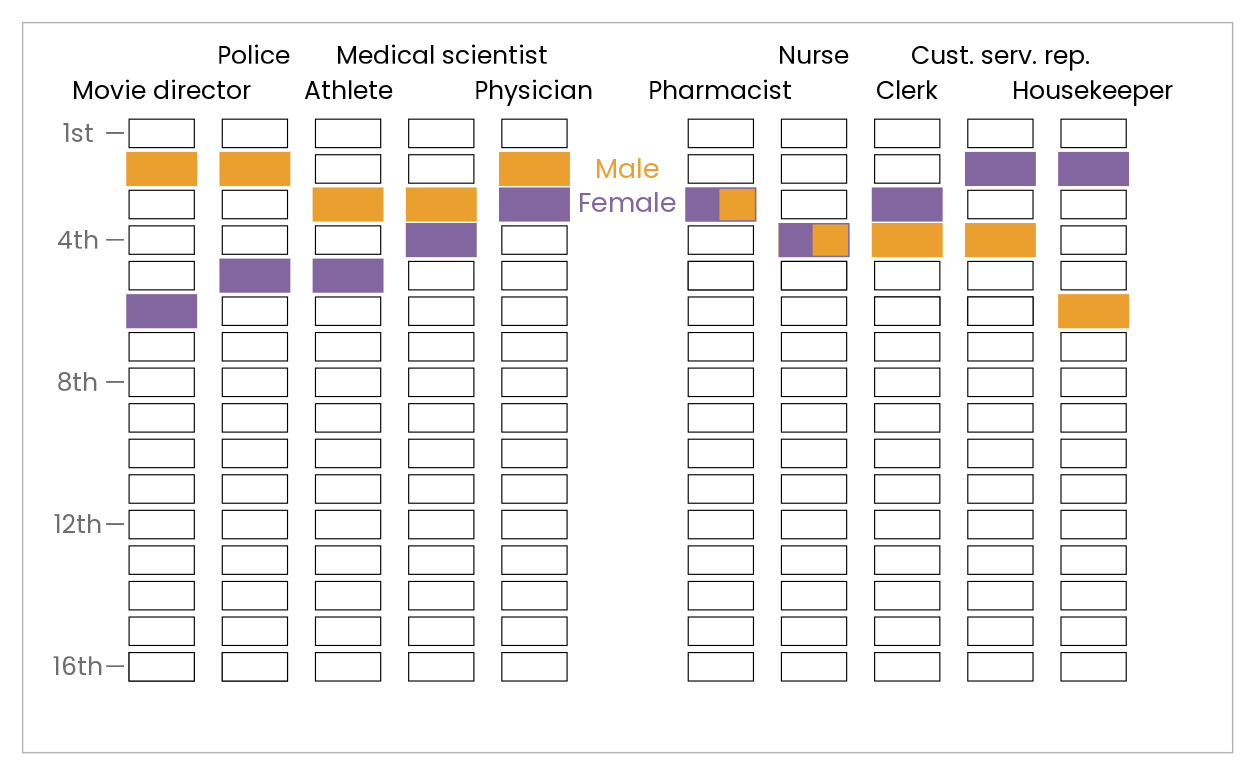 Police Medical scientist Nurse Cust. serv. rep.
Movie director Athlete Physician Pharmacist Clerk Housekeeper
1st
Male
Female
4th
8th
12th
16th